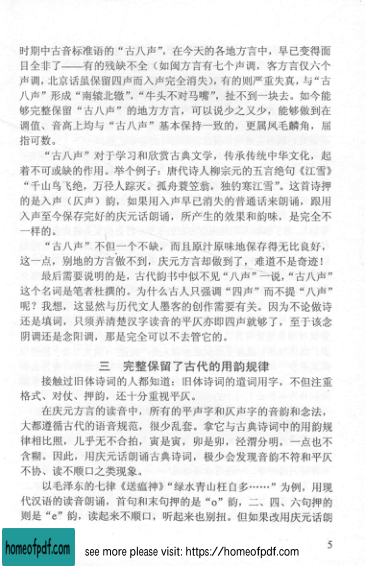 时期中古音标准语的“古八声”，在今天的各地方言中，早已变得面
目全非了——有的残缺不全（如闽方言有七个声调，客方言仅六个
声调，北京话虽保留四声而入声完全消失），有的则严重失真，与“古
八声”形成“南辕北辙”，“牛头不对马嘴”，扯不到一块去。如今能
够完整保留“古八声”的地方方言，可以说少之又少，能够做到在
调值、音高上均与“古八声”基本保持一致的，更属凤毛麟角，屈
指可数。
“古八声”对于学习和欣赏古典文学，传承传统中华文化，起
着不可或缺的作用。举个例子：唐代诗人柳宗元的五言绝句《江雪》
“千山鸟飞绝，万径人踪灭。孤舟蓑笠翁，独钓寒江雪”。这首诗押
的是入声（仄声）韵，如果用入声早已消失的普通话来朗诵，跟用
入声至今保存完好的庆元话朗诵，所产生的效果和韵味，是完全不
一样的。
“古八声”不但一个不缺，而且原汁原味地保存得无比良好，
这一点，别地的方言做不到，庆元方言却做到了，难道不是奇迹！
最后需要说明的是，古代韵书中似不见“八声”一说，“古八声”
这个名词是笔者杜撰的。为什么古人只强调“四声”而不提“八声”
呢？我想，这显然与历代文人墨客的创作需要有关。因为不论做诗
还是填词，只须弄清楚汉字读音的平仄亦即四声就够了，至于该念
阴调还是念阳调，那是完全可以不去管它的。
三 完整保留了古代的用韵规律
接触过旧体诗词的人都知道：旧体诗词的遣词用字，不但注重
格式、对仗、押韵，还十分重视平仄。
在庆元方言的读音中，所有的平声字和仄声字的音韵和念法，
大都遵循古代的语音规范，很少乱套。拿它与古典诗词中的用韵规
律相比照，几乎无不合拍，寅是寅，卯是卯，泾渭分明，一点也不
含糊。因此，用庆元话朗诵古典诗词，极少会发现音韵不符和平仄
不协、读不顺口之类现象。
以毛泽东的七律《送瘟神》“绿水青山枉自多……”为例，用现
代汉语的读音朗诵，首句和末句押的是“o”韵，二、四、六句押的
则是“e”韵，读起来不顺口，听起来也别扭。但如果改用庆元话朗
5
homeofpdf.com
see more please visit: https://homeofpdf.com